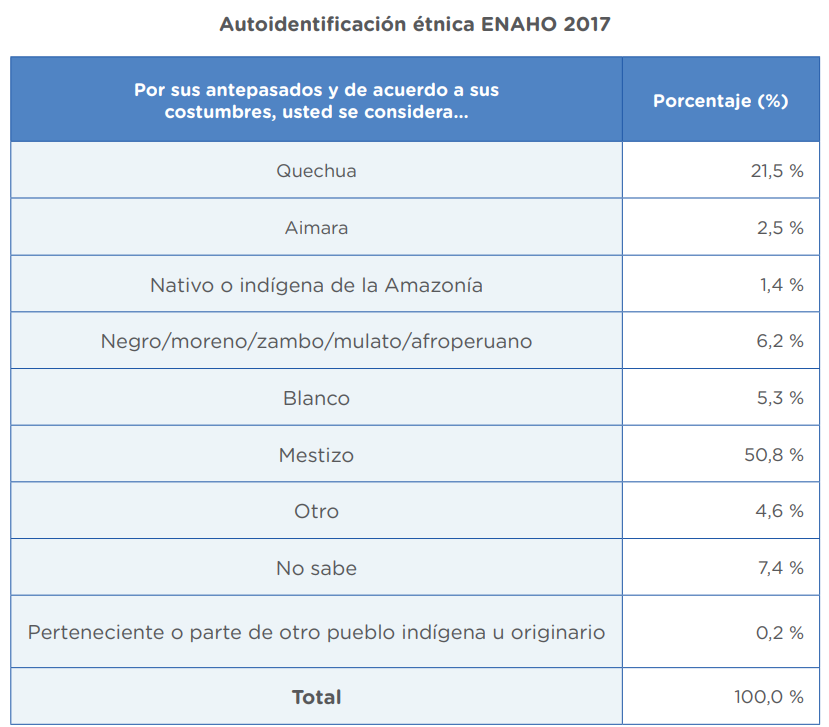 Autoidentificación étnica ENAHO 2017
Por sus antepasados y de acuerdo a sus
costumbres, usted se considera...
Porcentaje (%)
Quechua
21,5 %
Aimara
2,5 %
Nativo o indígena de la Amazonía
1,4 %
Negro/moreno/zambo/mulato/afroperuano
6,2 %
Blanco
5,3 %
Mestizo
50,8 %
Otro
4,6 %
No sabe
7,4 %
Perteneciente o parte de otro pueblo indígena u originario
0,2 %
Total
100,0 %